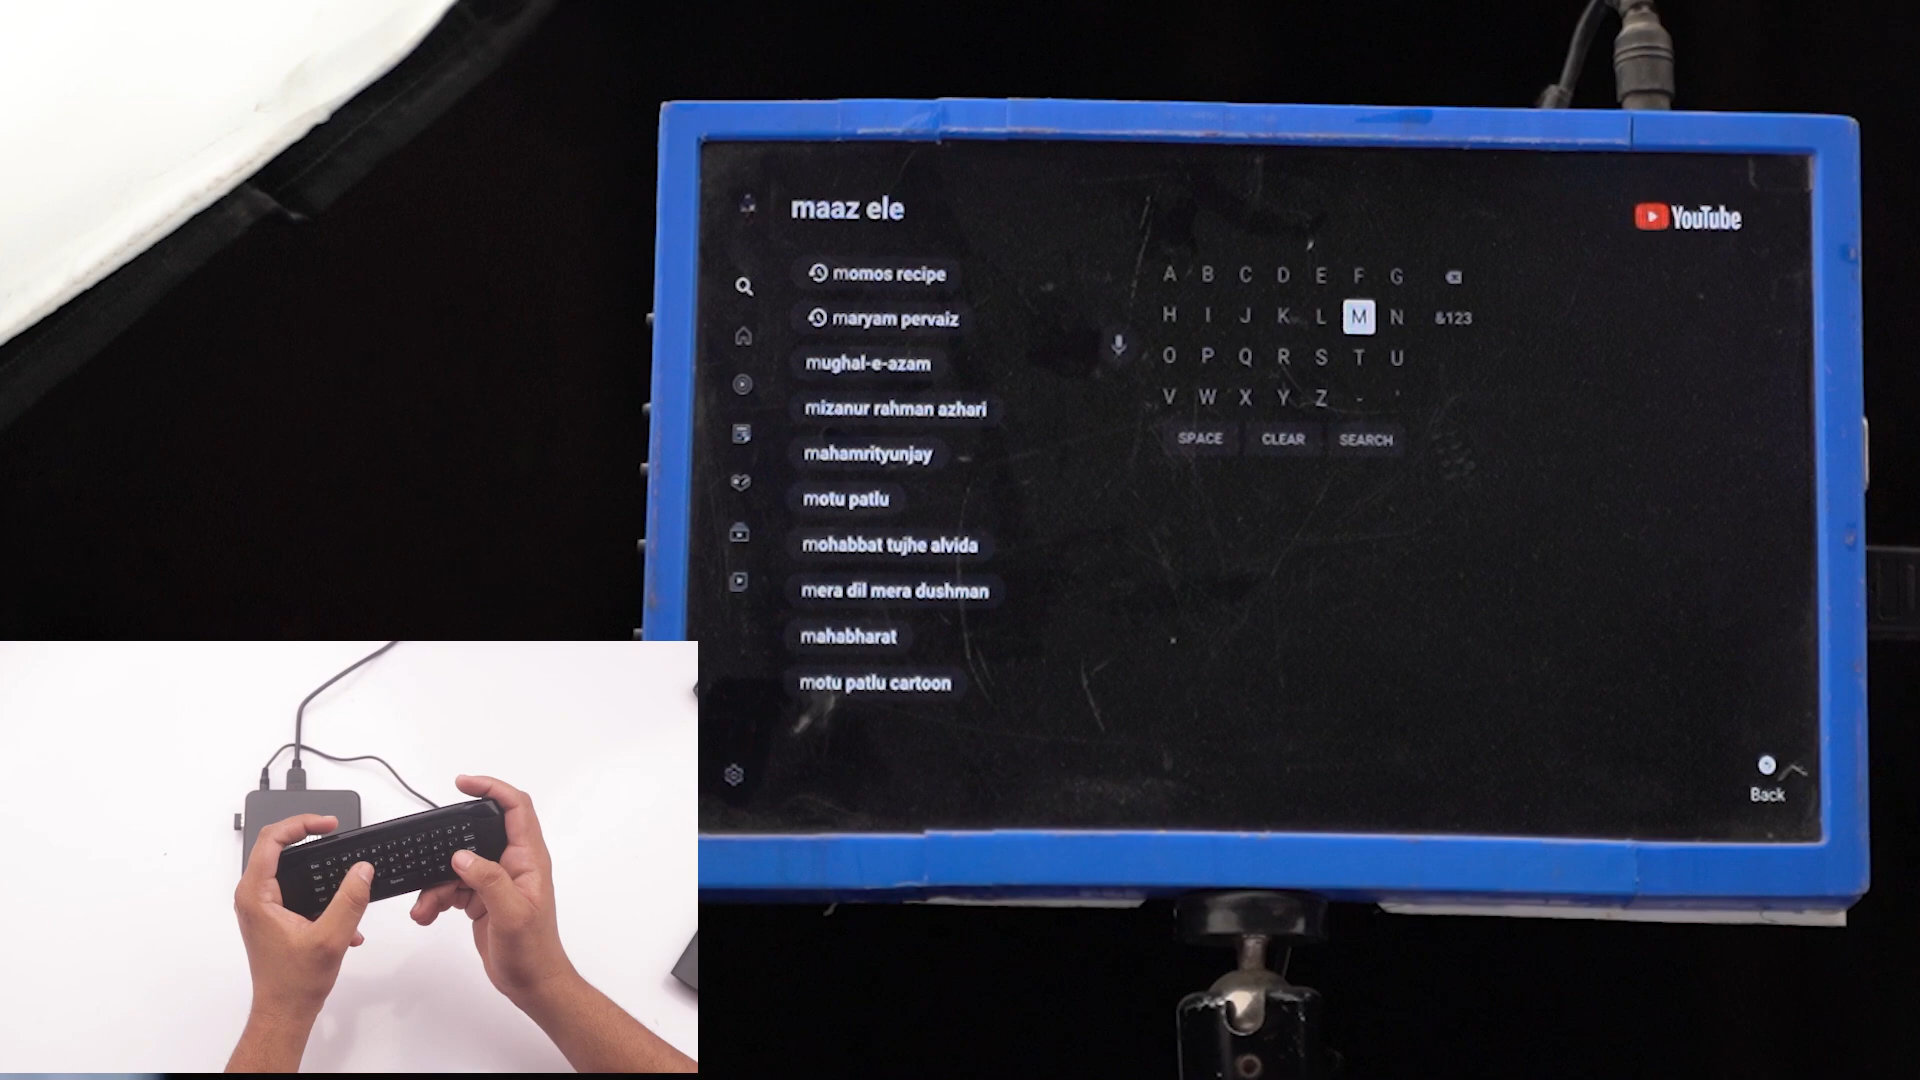 maaz ele
YouTube
momos recipe
maryam pervaiz
mughal-e-azam
mizanur rahman azhari
mahamrityunjay
motu patlu
mohabbat tujhe alvida
mera dil mera dushman
mahabharat
motu patlu cartoon
A B C D E F G
H I J K L M N &123
O P Q R S T U
V W X Y Z - '
SPACE CLEAR SEARCH
Back